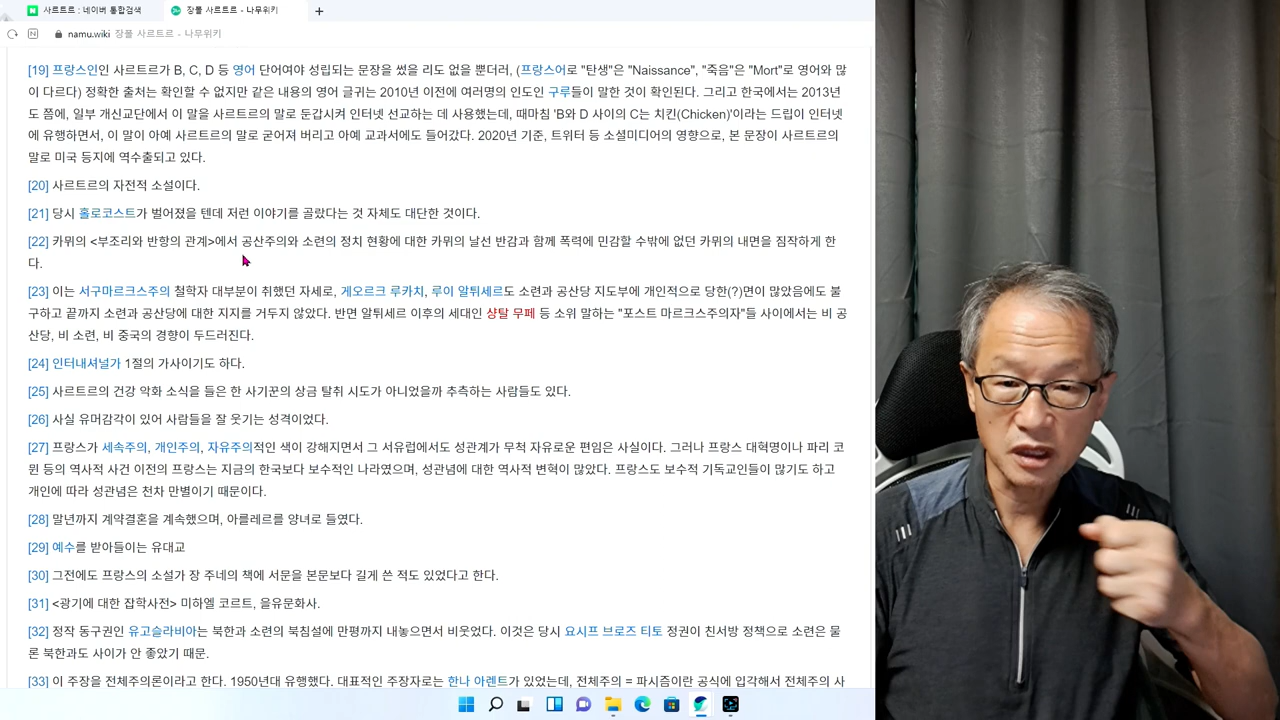 사르트르 : 네이버 통합검색
장폴 사르트르 - 나무위키
namu.wiki 장폴 사르트르 - 나무위키
[19] 프랑스인인 사르트르가 B, C, D 등 영어 단어여야 성립되는 문장을 썼을 리도 없을 뿐더러, (프랑스어로 "탄생"은 "Naissance", "죽음"은 "Mort"로 영어와 많
이 다르다) 정확한 출처는 확인할 수 없지만 같은 내용의 영어 글귀는 2010년 이전에 여러명의 인도인 구루들이 말한 것이 확인된다. 그리고 한국에서는 2013년
도 쯤에, 일부 개신교단에서 이 말을 사르트르의 말로 둔갑시켜 인터넷 선교하는 데 사용했는데, 때마침 'B와 D 사이의 C는 치킨(Chicken)'이라는 드립이 인터넷
에 유행하면서, 이 말이 아예 사르트르의 말로 굳어져 버리고 아예 교과서에도 들어갔다. 2020년 기준, 트위터 등 소셜미디어의 영향으로, 본 문장이 사르트르의
말로 미국 등지에 역수출되고 있다.
[20] 사르트르의 자전적 소설이다.
[21] 당시 홀로코스트가 벌어졌을 텐데 저런 이야기를 골랐다는 것 자체도 대단한 것이다.
[22] 카뮈의 <부조리와 반항의 관계>에서 공산주의와 소련의 정치 현황에 대한 카뮈의 날선 반감과 함께 폭력에 민감할 수밖에 없던 카뮈의 내면을 짐작하게 한
다.
[23] 이는 서구마르크스주의 철학자 대부분이 취했던 자세로, 게오르크 루카치, 루이 알튀세르도 소련과 공산당 지도부에 개인적으로 당한(?)면이 많았음에도 불
구하고 끝까지 소련과 공산당에 대한 지지를 거두지 않았다. 반면 알튀세르 이후의 세대인 샹탈 무페 등 소위 말하는 "포스트 마르크스주의자"들 사이에서는 비 공
산당, 비 소련, 비 중국의 경향이 두드러진다.
[24] 인터내셔널가 1절의 가사이기도 하다.
[25] 사르트르의 건강 악화 소식을 들은 한 사기꾼의 상금 탈취 시도가 아니었을까 추측하는 사람들도 있다.
[26] 사실 유머감각이 있어 사람들을 잘 웃기는 성격이었다.
[27] 프랑스가 세속주의, 개인주의, 자유주의적인 색이 강해지면서 그 서유럽에서도 성관계가 무척 자유로운 편임은 사실이다. 그러나 프랑스 대혁명이나 파리 코
뮌 등의 역사적 사건 이전의 프랑스는 지금의 한국보다 보수적인 나라였으며, 성관념에 대한 역사적 변혁이 많았다. 프랑스도 보수적 기독교인들이 많기도 하고
개인에 따라 성관념은 천차 만별이기 때문이다.
[28] 말년까지 계약결혼을 계속했으며, 아를레르를 양녀로 들였다.
[29] 예수를 받아들이는 유대교
[30] 그전에도 프랑스의 소설가 장 주네의 책에 서문을 본문보다 길게 쓴 적도 있었다고 한다.
[31] <광기에 대한 잡학사전> 미하엘 코르트, 을유문화사.
[32] 정작 동구권인 유고슬라비아는 북한과 소련의 북침설에 만평까지 내놓으면서 비웃었다. 이것은 당시 요시프 브로즈 티토 정권이 친서방 정책으로 소련은 물
론 북한과도 사이가 안 좋았기 때문.
[33] 이 주장을 전체주의론이라고 한다. 1950년대 유행했다. 대표적인 주장자로는 한나 아렌트가 있었는데, 전체주의 = 파시즘이란 공식에 입각해서 전체주의 사